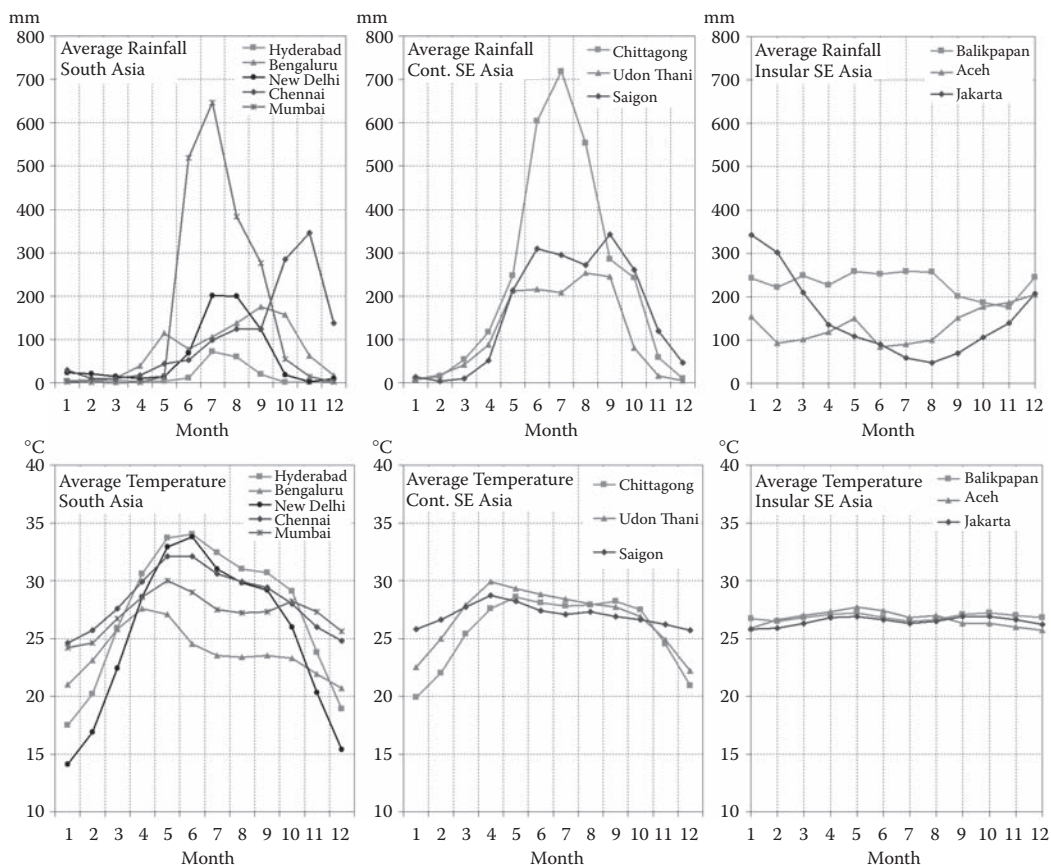 mm
800
700
600
500
400
300
200
100
0
Average Rainfall
South Asia
Hyderabad
Bengaluru
New Delhi
Chennai
Mumbai
1 2 3 4 5 6 7 8 9 10 11 12
Month
mm
800
700
600
500
400
300
200
100
0
Average Rainfall
Cont. SE Asia
Chittagong
Udon Thani
Saigon
1 2 3 4 5 6 7 8 9 10 11 12
Month
mm
800
700
600
500
400
300
200
100
0
Average Rainfall
Insular SE Asia
Balikpapan
Aceh
Jakarta
1 2 3 4 5 6 7 8 9 10 11 12
Month
°C
40
35
30
25
20
15
10
Average Temperature
South Asia
Hyderabad
Bengaluru
New Delhi
Chennai
Mumbai
1 2 3 4 5 6 7 8 9 10 11 12
Month
°C
40
35
30
25
20
15
10
Average Temperature
Cont. SE Asia
Chittagong
Udon Thani
Saigon
1 2 3 4 5 6 7 8 9 10 11 12
Month
°C
40
35
30
25
20
15
10
Average Temperature
Insular SE Asia
Balikpapan
Aceh
Jakarta
1 2 3 4 5 6 7 8 9 10 11 12
Month